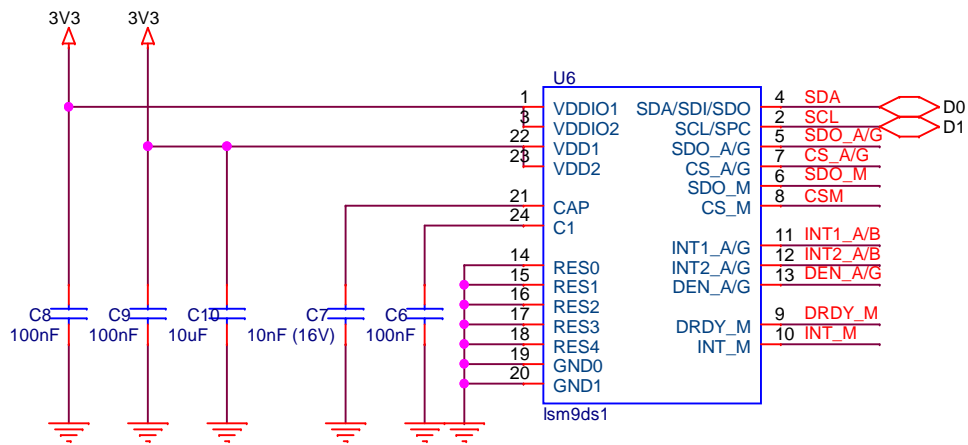 3V3 3V3
U6
1 VDDIO1 SDA/SDI/SDO 4 SDA D0
3 VDDIO2 SCL/SPC 2 SCL D1
22 VDD1 SDO_A/G 5 SDO_A/G
23 VDD2 CS_A/G 7 CS_A/G
SDO_M 6 SDO_M
21 CAP CS_M 8 CSM
24 C1
INT1_A/G 11 INT1_A/B
14 RES0 INT2_A/G 12 INT2_A/B
15 RES1 DEN_A/G 13 DEN_A/G
16 RES2
17 RES3 DRDY_M 9 DRDY_M
18 RES4 INT_M 10 INT_M
19 GND0
20 GND1
C8 C9 C10 C7 C6
100nF 100nF 10uF 10nF (16V) 100nF
lsm9ds1